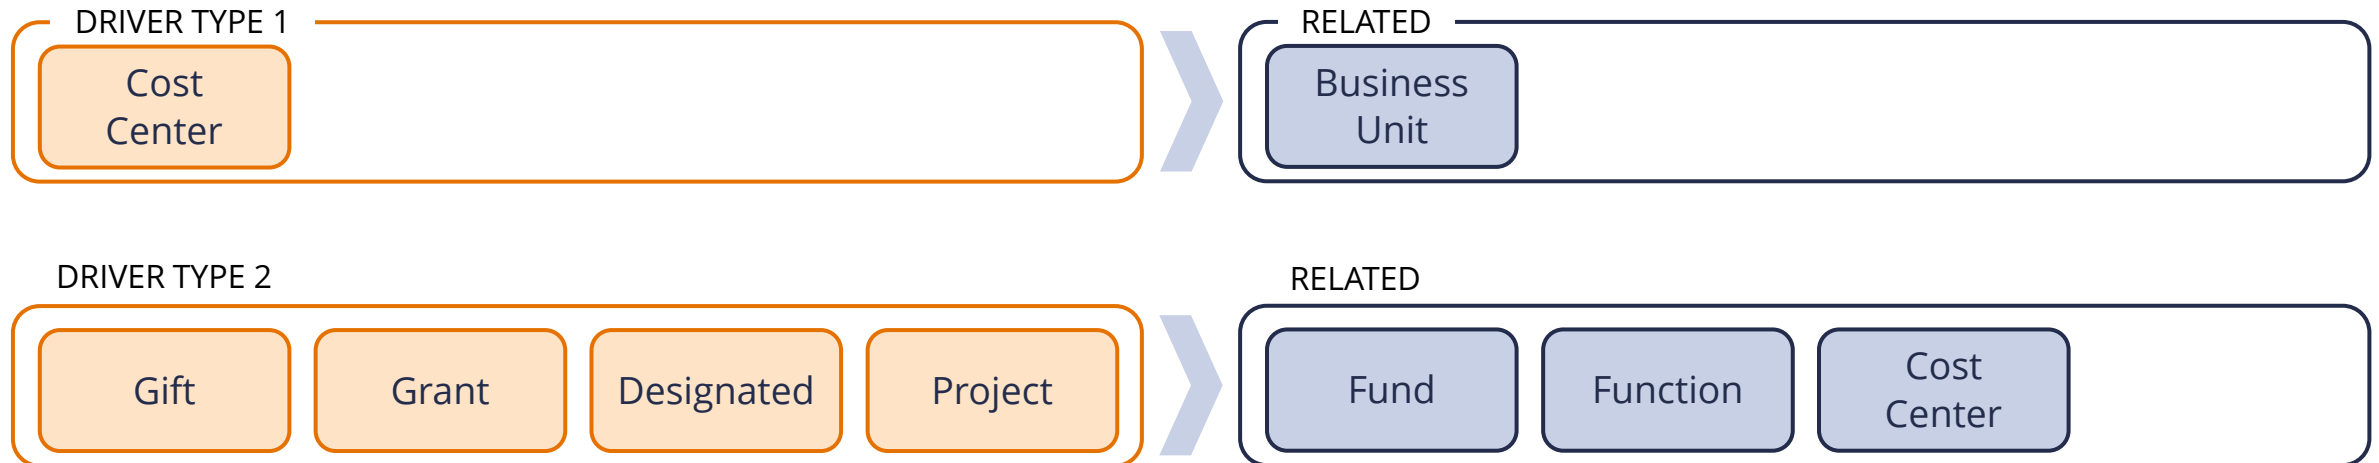 DRIVER TYPE 1
RELATED
Cost
Center
Business
Unit
DRIVER TYPE 2
RELATED
Gift
Grant
Designated
Project
Fund
Function
Cost
Center